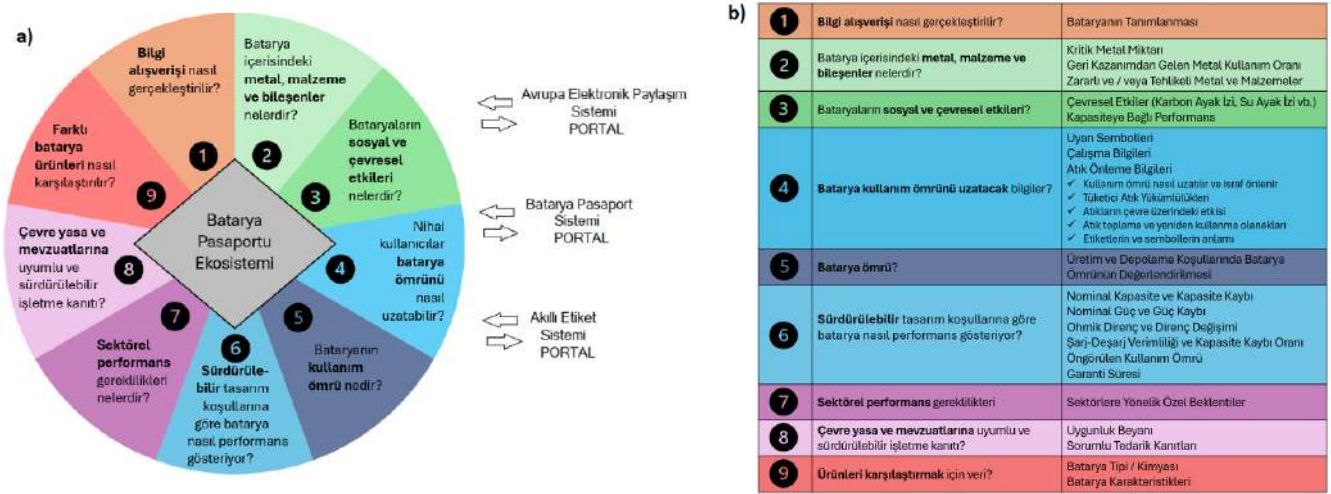 a)
Bilgi
alışverişi nasıl
gerçekleştirilir?
1
Batarya
içerisindeki
metal, malzeme
ve bileşenler
nelerdir?
2
Bataryaların
sosyal ve
çevresel
etkileri
nelerdir?
3
Nihai
kullanıcılar
batarya
ömrünü
nasıl
uzatabilir?
4
Bataryanın
kullanım
ömrü nedir?
5
6
Sürdürüle-
bilir tasarım
koşullarına
göre batarya
nasıl performans
gösteriyor?
7
Sektörel
performans
gereklilikleri
nelerdir?
8
Çevre yasa ve
mevzuatlarına
uyumlu ve
sürdürülebilir
işletme kanıtı?
9
Farklı
batarya
ürünleri nasıl
karşılaştırılır?
Batarya
Pasaportu
Ekosistemi
Avrupa Elektronik Paylaşım
Sistemi
PORTAL
Batarya Pasaport
Sistemi
PORTAL
Akıllı Etiket
Sistemi
PORTAL
b)
1 Bilgi alışverişi nasıl gerçekleştirilir? Bataryanın Tanımlanması
2 Batarya içerisindeki metal, malzeme ve
bileşenler nelerdir?
Kritik Metal Miktarı
Geri Kazanımdan Gelen Metal Kullanım Oranı
Zararlı ve / veya Tehlikeli Metal ve Malzemeler
3 Bataryaların sosyal ve çevresel etkileri?
Çevresel Etkiler (Karbon Ayak İzi, Su Ayak İzi vb.)
Kapasiteye Bağlı Performans
4 Batarya kullanım ömrünü uzatacak bilgiler?
Uyarı Sembolleri
Çalışma Bilgileri
Atık Önleme Bilgileri
✓ Kullanım ömrü nasıl uzatılır ve israf önlenir
✓ Tüketici Atık Yükümlülükleri
✓ Atıkların çevre üzerindeki etkisi
✓ Atık toplama ve yeniden kullanma olanakları
✓ Etiketlerin ve sembollerin anlamı
5 Batarya ömrü?
Üretim ve Depolama Koşullarında Batarya
Ömrünün Değerlendirilmesi
6 Sürdürülebilir tasarım koşullarına göre
batarya nasıl performans gösteriyor?
Nominal Kapasite ve Kapasite Kaybı
Nominal Güç ve Güç Kaybı
Ohmik Direnç ve Direnç Değişimi
Şarj-Deşarj Verimliliği ve Kapasite Kaybı Oranı
Öngörülen Kullanım Ömrü
Garanti Süresi
7 Sektörel performans gereklilikleri Sektörlere Yönelik Özel Beklentiler
8 Çevre yasa ve mevzuatlarına uyumlu ve
sürdürülebilir işletme kanıtı?
Uygunluk Beyanı
Sorumlu Tedarik Kanıtları
9 Ürünleri karşılaştırmak için veri?
Batarya Tipi / Kimyası
Batarya Karakteristikleri